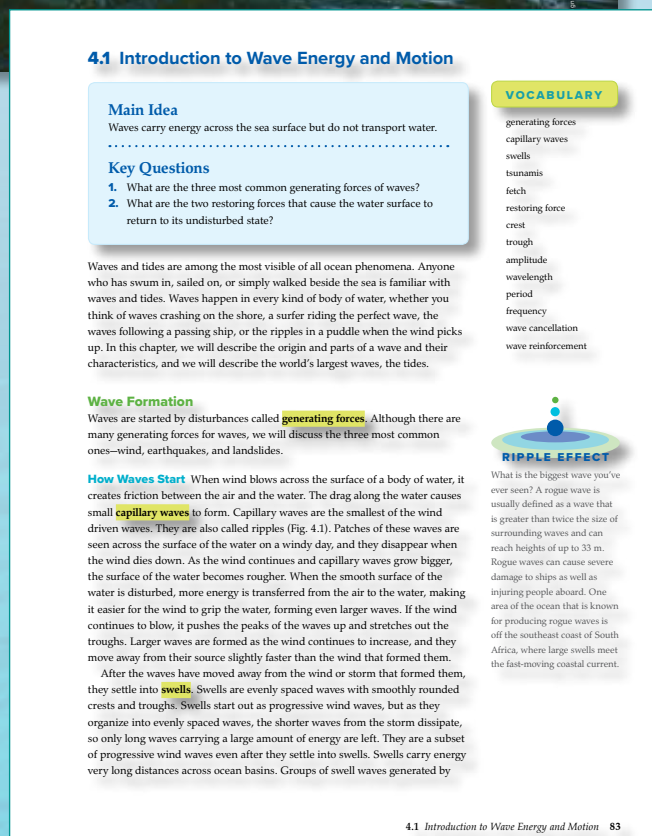 4.1 Introduction to Wave Energy and Motion
Main Idea
Waves carry energy across the sea surface but do not transport water.
Key Questions
1. What are the three most common generating forces of waves?
2. What are the two restoring forces that cause the water surface to
return to its undisturbed state?
Waves and tides are among the most visible of all ocean phenomena. Anyone
who has swum in, sailed on, or simply walked beside the sea is familiar with
waves and tides. Waves happen in every kind of body of water, whether you
think of waves crashing on the shore, a surfer riding the perfect wave, the
waves following a passing ship, or the ripples in a puddle when the wind picks
up. In this chapter, we will describe the origin and parts of a wave and their
characteristics, and we will describe the world's largest waves, the tides.
Wave Formation
Waves are started by disturbances called generating forces. Although there are
many generating forces for waves, we will discuss the three most common
ones—wind, earthquakes, and landslides.
How Waves Start When wind blows across the surface of a body of water, it
creates friction between the air and the water. The drag along the water causes
small capillary waves to form. Capillary waves are the smallest of the wind
driven waves. They are also called ripples (Fig. 4.1). Patches of these waves are
seen across the surface of the water on a windy day, and they disappear when
the wind dies down. As the wind continues and capillary waves grow bigger,
the surface of the water becomes rougher. When the smooth surface of the
water is disturbed, more energy is transferred from the air to the water, making
it easier for the wind to grip the water, forming even larger waves. If the wind
continues to blow, it pushes the peaks of the waves up and stretches out the
troughs. Larger waves are formed as the wind continues to increase, and they
move away from their source slightly faster than the wind that formed them.
After the waves have moved away from the wind or storm that formed them,
they settle into swells. Swells are evenly spaced waves with smoothly rounded
crests and troughs. Swells start out as progressive wind waves, but as they
organize into evenly spaced waves, the shorter waves from the storm dissipate,
so only long waves carrying a large amount of energy are left. They are a subset
of progressive wind waves even after they settle into swells. Swells carry energy
very long distances across ocean basins. Groups of swell waves generated by
VOCABULARY
generating forces
capillary waves
swells
tsunamis
fetch
restoring force
crest
trough
amplitude
wavelength
period
frequency
wave cancellation
wave reinforcement
RIPPLE EFFECT
What is the biggest wave you've
ever seen? A rogue wave is
usually defined as a wave that
is greater than twice the size of
surrounding waves and can
reach heights of up to 33 m.
Rogue waves can cause severe
damage to ships as well as
injuring people aboard. One
area of the ocean that is known
for producing rogue waves is
off the southeast coast of South
Africa, where large swells meet
the fast-moving coastal current.
4.1 Introduction to Wave Energy and Motion 83